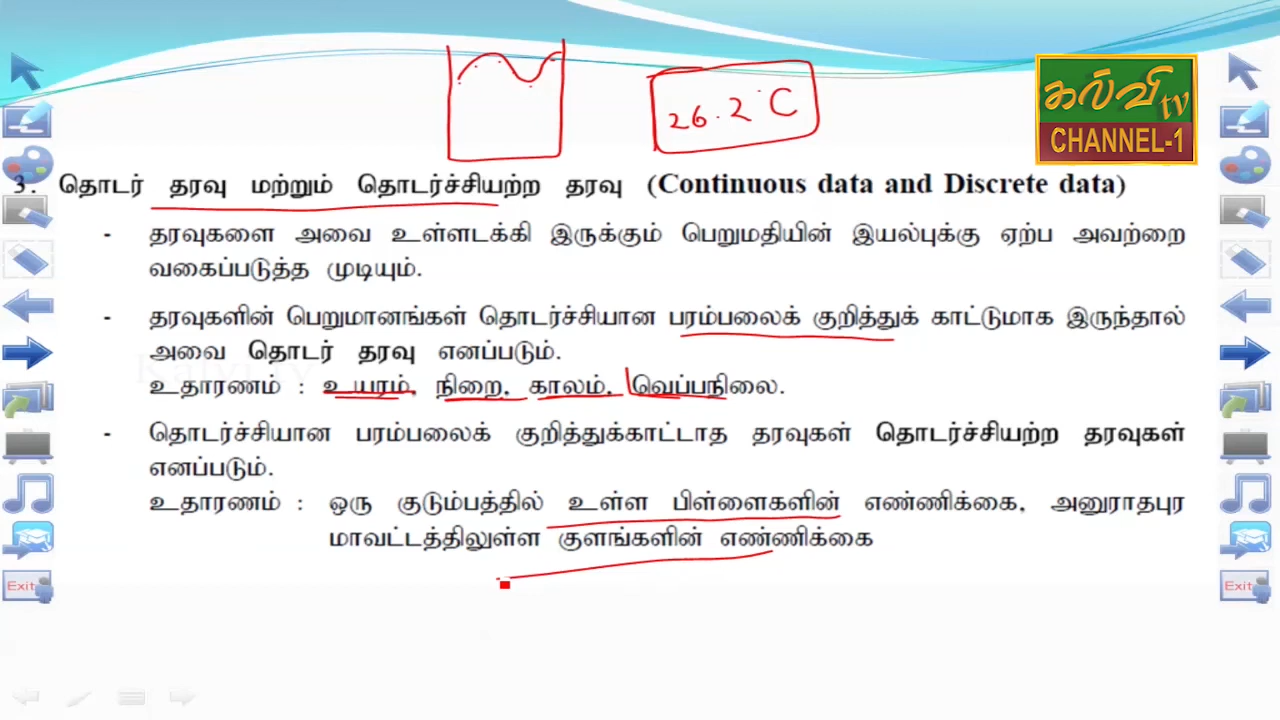 கல்வி
tv
CHANNEL-1
26.2 °C
3. தொடர் தரவு மற்றும் தொடர்ச்சியற்ற தரவு (Continuous data and Discrete data)
- தரவுகளை அவை உள்ளடக்கி இருக்கும் பெறுமதியின் இயல்புக்கு ஏற்ப அவற்றை
வகைப்படுத்த முடியும்.
- தரவுகளின் பெறுமானங்கள் தொடர்ச்சியான பரம்பலைக் குறித்துக் காட்டுமாக இருந்தால்
அவை தொடர் தரவு எனப்படும்.
உதாரணம் : உயரம், நிறை, காலம், வெப்பநிலை.
- தொடர்ச்சியான பரம்பலைக் குறித்துக்காட்டாத தரவுகள் தொடர்ச்சியற்ற தரவுகள்
எனப்படும்.
உதாரணம் : ஒரு குடும்பத்தில் உள்ள பிள்ளைகளின் எண்ணிக்கை, அனுராதபுர
மாவட்டத்திலுள்ள குளங்களின் எண்ணிக்கை
Exit
Exit